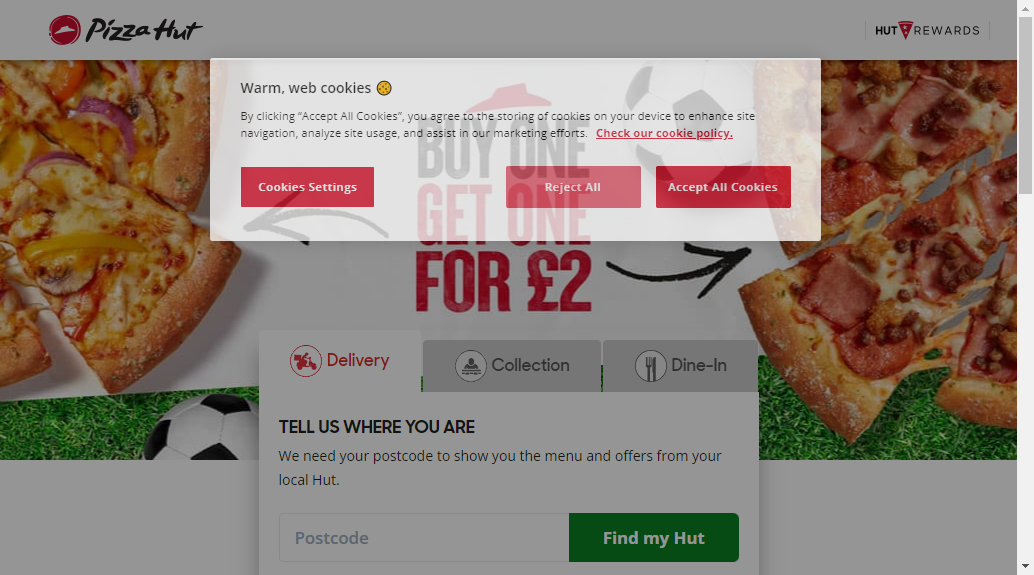 Pizza Hut
HUT REWARDS
Warm, web cookies
By clicking “Accept All Cookies”, you agree to the storing of cookies on your device to enhance site
navigation, analyze site usage, and assist in our marketing efforts. Check our cookie policy.
Cookies Settings
Reject All
Accept All Cookies
BUY ONE
GET ONE
FOR £2
Delivery
Collection
Dine-In
TELL US WHERE YOU ARE
We need your postcode to show you the menu and offers from your
local Hut.
Postcode
Find my Hut